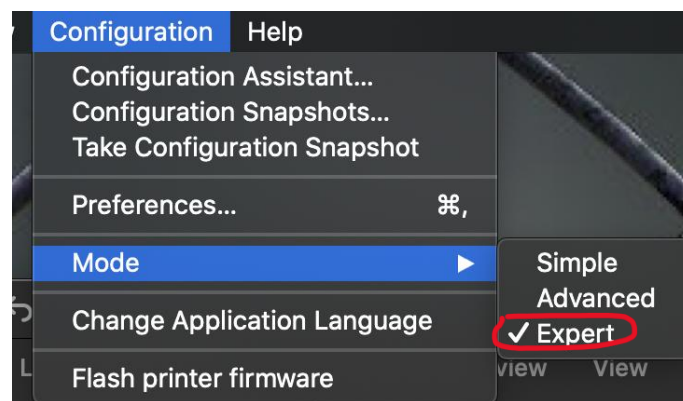 Configuration Help
Configuration Assistant...
Configuration Snapshots...
Take Configuration Snapshot
Preferences... ⌘,
Mode ▶
Simple
Advanced
✓ Expert
Change Application Language
Flash printer firmware
View View